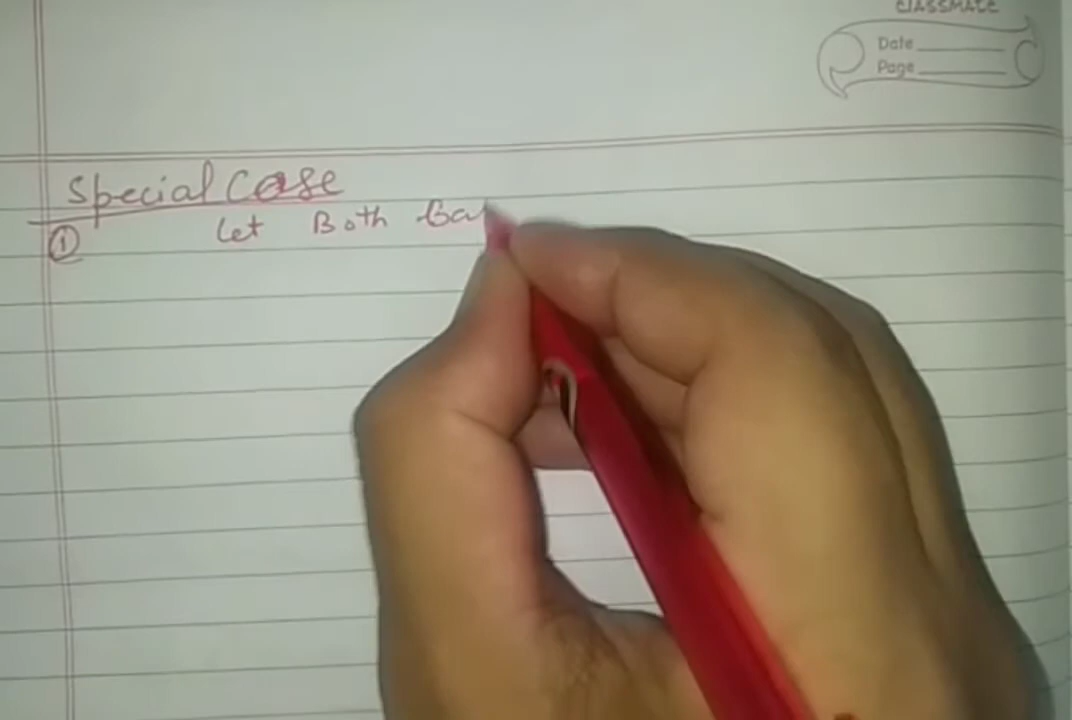 CLASSMATE
Date
Page
Special Case
① Let Both